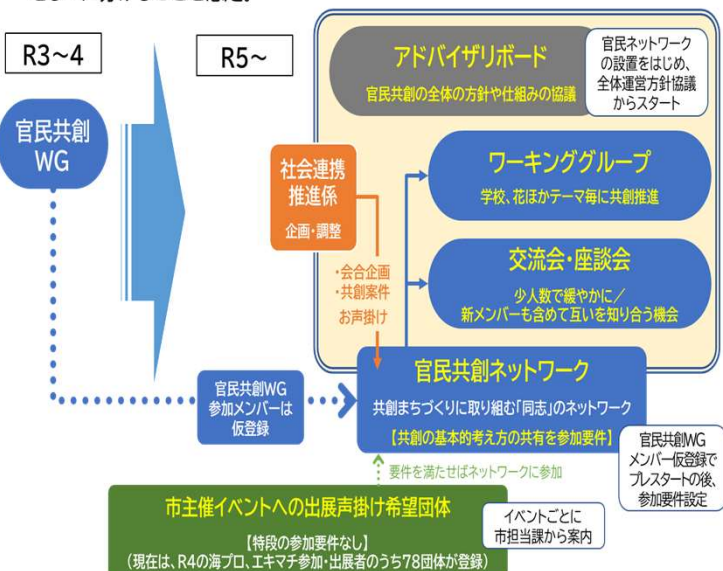 R3～4
R5～
官民共創
WG
アドバイザリボード
官民共創の全体の方針や仕組みの協議
官民ネットワーク
の設置をはじめ、
全体運営方針協議
からスタート
社会連携
推進係
企画・調整
ワーキンググループ
学校、花ほかテーマ毎に共創推進
・会合企画
・共創案件
お声掛け
交流会・座談会
少人数で緩やかに／
新メンバーも含めて互いを知り合う機会
官民共創WG
参加メンバーは
仮登録
官民共創ネットワーク
共創まちづくりに取り組む「同志」のネットワーク
【共創の基本的考え方の共有を参加要件】
官民共創WG
メンバー仮登録で
プレスタートの後、
参加要件設定
要件を満たせばネットワークに参加
市主催イベントへの出展声掛け希望団体
【特段の参加要件なし】
（現在は、R4の海プロ、エキマチ参加・出展者のうち78団体が登録）
イベントごとに
市担当課から案内